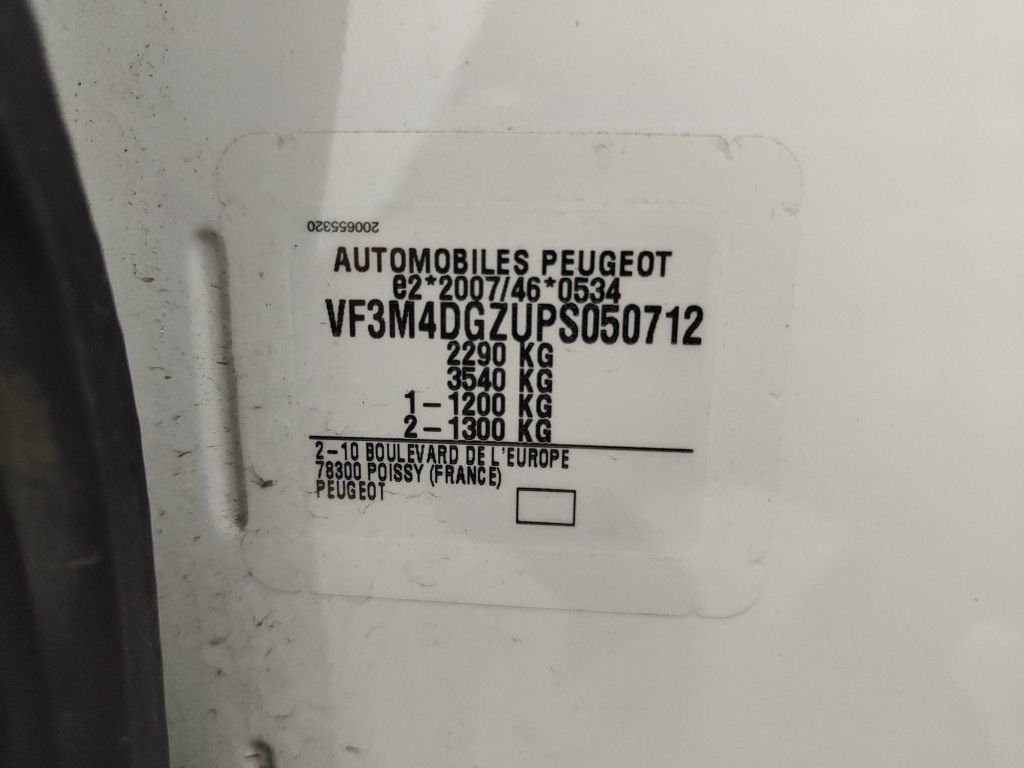 200655320
AUTOMOBILES PEUGEOT
e2*2007/46*0534
VF3M4DGZUPS050712
2290 KG
3540 KG
1-1200 KG
2-1300 KG
2-10 BOULEVARD DE L'EUROPE
78300 POISSY (FRANCE)
PEUGEOT